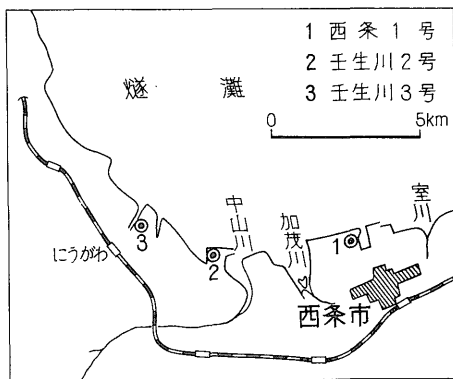 1 西条1号
2 壬生川2号
3 壬生川3号
0 5km
燧灘
中山川
加茂川
室川
1
2
3
にうがわ
西条市